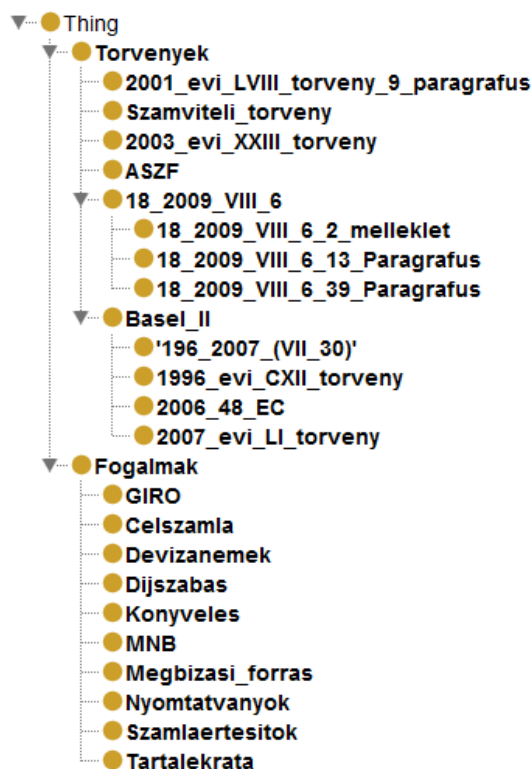 Thing
Torvenyek
2001_evi_LVIII_torveny_9_paragrafus
Szamviteli_torveny
2003_evi_XXIII_torveny
ASZF
18_2009_VIII_6
18_2009_VIII_6_2_melleklet
18_2009_VIII_6_13_Paragrafus
18_2009_VIII_6_39_Paragrafus
Basel_II
'196_2007_(VII_30)'
1996_evi_CXII_torveny
2006_48_EC
2007_evi_LI_torveny
Fogalmak
GIRO
Celszamla
Devizanemek
Dijszabas
Konyveles
MNB
Megbizasi_forras
Nyomtatvanyok
Szamlaertesitok
Tartalekrata